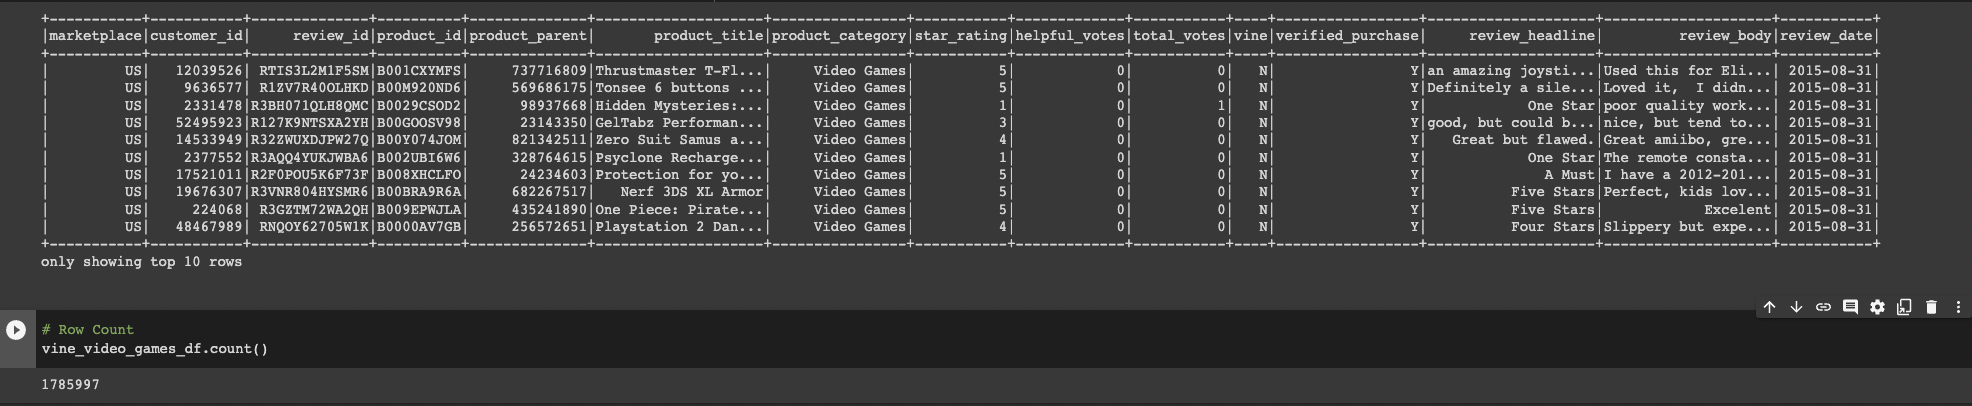 +-----------+-----------+--------------+----------+--------------+--------------------+----------------+-----------+-------------+-----------+----+-----------------+--------------------+--------------------+-----------+
|marketplace|customer_id|     review_id|product_id|product_parent|       product_title|product_category|star_rating|helpful_votes|total_votes|vine|verified_purchase|     review_headline|         review_body|review_date|
+-----------+-----------+--------------+----------+--------------+--------------------+----------------+-----------+-------------+-----------+----+-----------------+--------------------+--------------------+-----------+
|         US|   12039526| RTIS3L2M1F5SM|B001CXYMFS|     737716809|Thrustmaster T-Fl...|     Video Games|          5|            0|          0|   N|                Y|an amazing joysti...|Used this for Eli...| 2015-08-31|
|         US|    9636577|R1ZV7R40OLHKD|B00M920ND6|     569686175|Tonsee 6 buttons ...|     Video Games|          5|            0|          0|   N|                Y|Definitely a sile...|Loved it,  I didn...| 2015-08-31|
|         US|    2331478|R3BH071QLH8QMC|B0029CSOD2|      98937668|Hidden Mysteries:...|     Video Games|          1|            0|          1|   N|                Y|            One Star|poor quality work...| 2015-08-31|
|         US|   52495923|R127K9NTSXA2YH|B00GOOSV98|      23143350|GelTabz Performan...|     Video Games|          3|            0|          0|   N|                Y|good, but could b...|nice, but tend to...| 2015-08-31|
|         US|   14533949|R32ZWUXDJPW27Q|B00Y074JOM|     821342511|Zero Suit Samus a...|     Video Games|          4|            0|          0|   N|                Y|   Great but flawed.|Great amiibo, gre...| 2015-08-31|
|         US|    2377552|R3AQQ4YUKJWBA6|B002UBI6W6|     328764615|Psyclone Recharge...|     Video Games|          1|            0|          0|   N|                Y|            One Star|The remote consta...| 2015-08-31|
|         US|   17521011|R2F0POU5K6F73F|B008XHCLFO|      24234603|Protection for yo...|     Video Games|          5|            0|          0|   N|                Y|              A Must|I have a 2012-201...| 2015-08-31|
|         US|   19676307|R3VNR804HYSMR6|B00BRA9R6A|     682267517|   Nerf 3DS XL Armor|     Video Games|          5|            0|          0|   N|                Y|          Five Stars|Perfect, kids lov...| 2015-08-31|
|         US|     224068| R3GZTM72WA2QH|B009EPWJLA|     435241890|One Piece: Pirate...|     Video Games|          5|            0|          0|   N|                Y|          Five Stars|            Excelent| 2015-08-31|
|         US|   48467989| RNQOY62705W1K|B0000AV7GB|     256572651|Playstation 2 Dan...|     Video Games|          4|            0|          0|   N|                Y|          Four Stars|Slippery but expe...| 2015-08-31|
+-----------+-----------+--------------+----------+--------------+--------------------+----------------+-----------+-------------+-----------+----+-----------------+--------------------+--------------------+-----------+
only showing top 10 rows
# Row Count
vine_video_games_df.count()
1785997